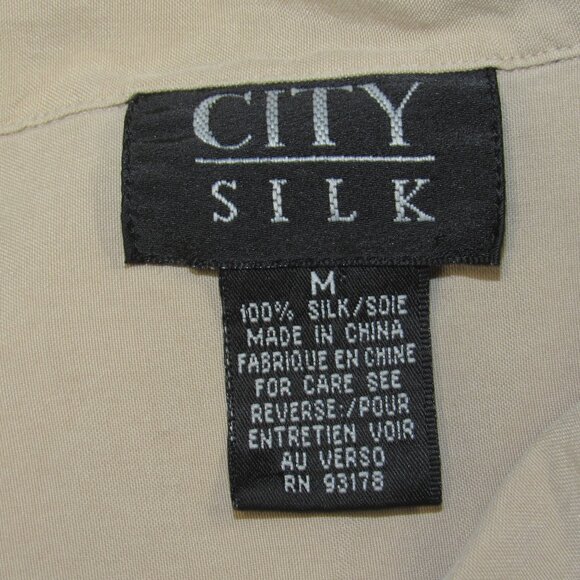 CITY
SILK
M
100% SILK/SOIE
MADE IN CHINA
FABRIQUE EN CHINE
FOR CARE SEE
REVERSE:/POUR
ENTRETIEN VOIR
AU VERSO
RN 93178